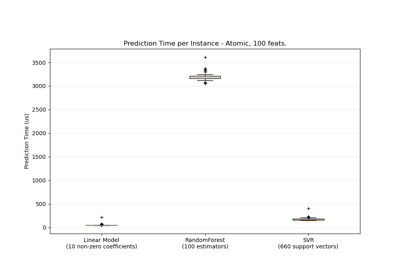 Prediction Time per Instance - Atomic, 100 feats.
3500
3000
2500
2000
1500
1000
500
0
Prediction Time (us)
Linear Model
(10 non-zero coefficients)
RandomForest
(100 estimators)
SVR
(660 support vectors)